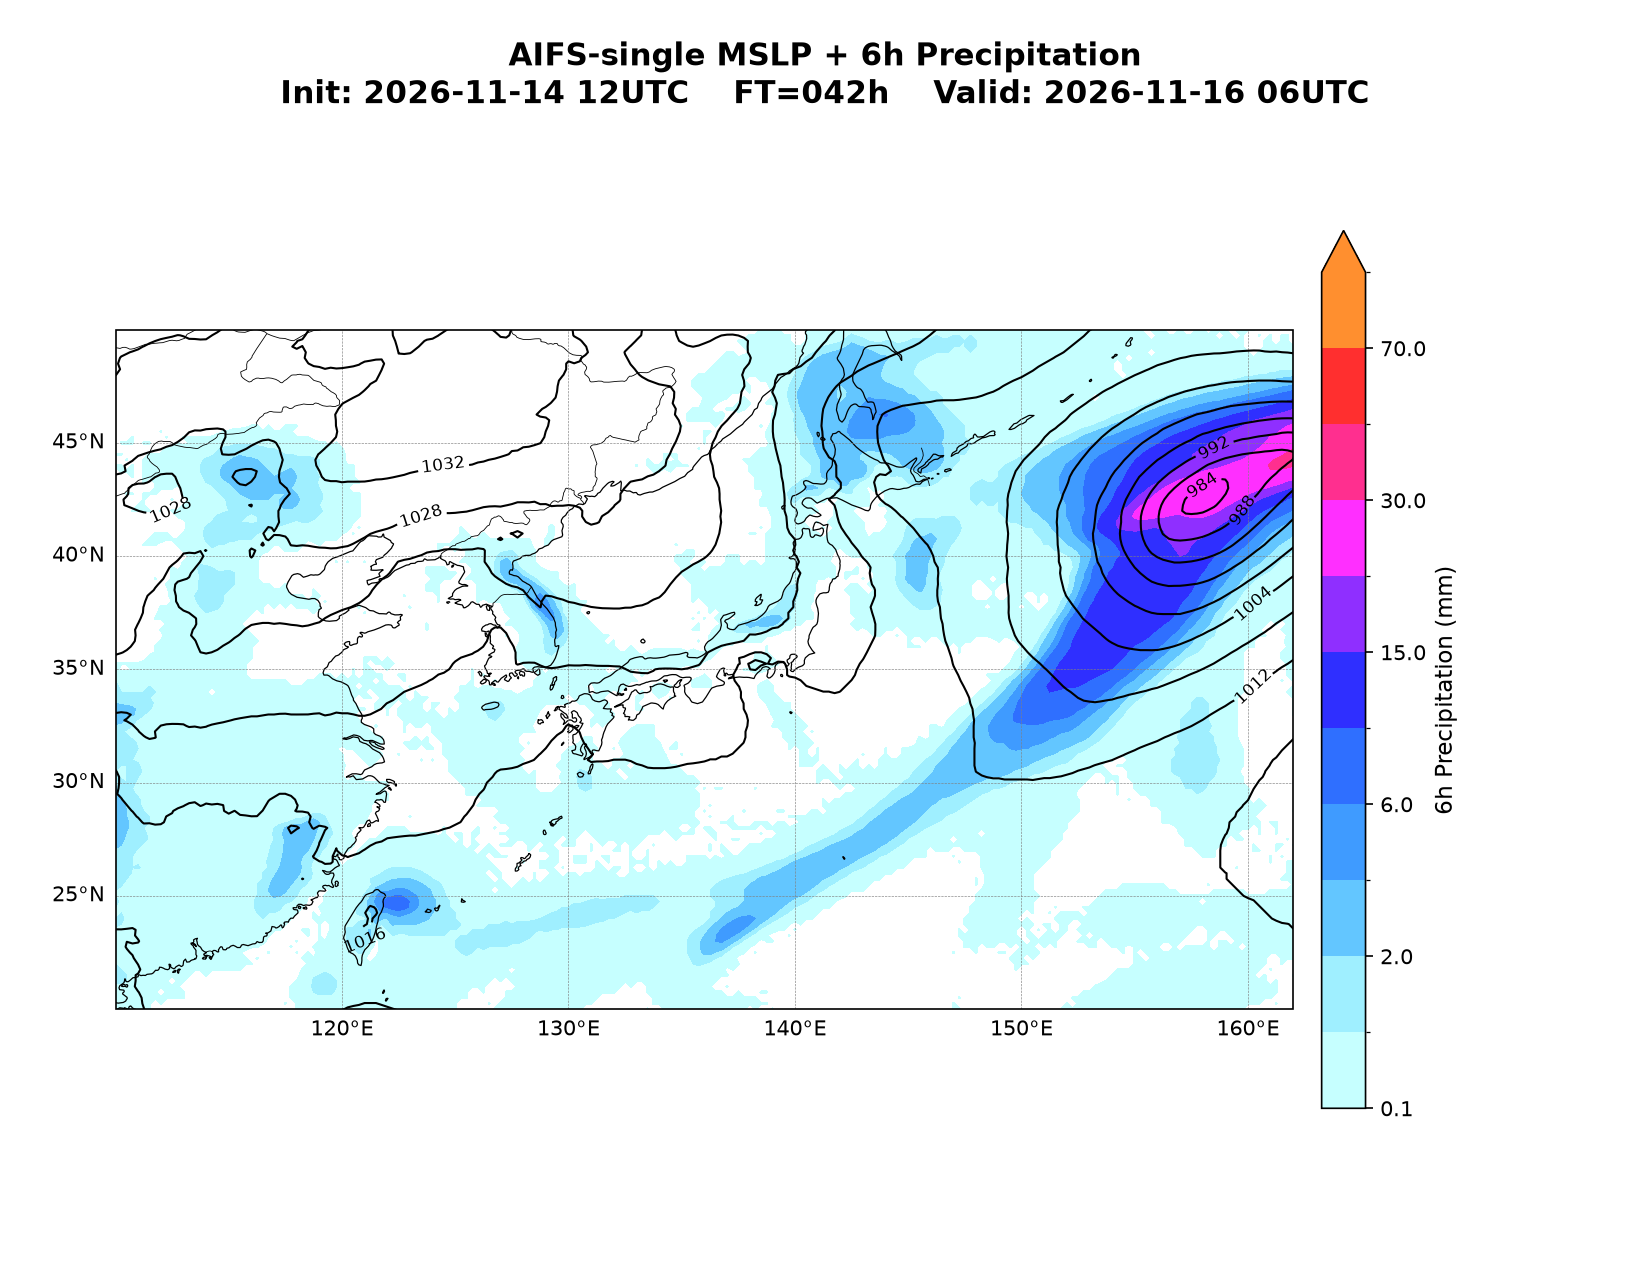 AIFS-single MSLP + 6h Precipitation
Init: 2026-11-14 12UTC    FT=042h    Valid: 2026-11-16 06UTC
70.0
30.0
15.0
6.0
2.0
0.1
6h Precipitation (mm)
45°N
40°N
35°N
30°N
25°N
120°E
130°E
140°E
150°E
160°E
1032
1028
1028
992
984
988
1004
1012
1016